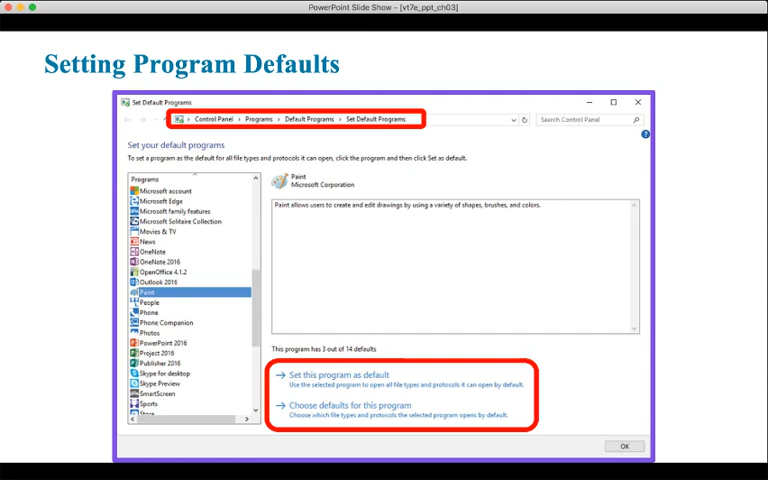 PowerPoint Slide Show - [vt7e_ppt_ch03]
Setting Program Defaults
Set Default Programs
Control Panel > Programs > Default Programs > Set Default Programs
Search Control Panel
Set your default programs
To set a program as the default for all file types and protocols it can open, click the program and then click Set as default.
Programs
Microsoft account
Microsoft Edge
Microsoft family features
Microsoft Solitaire Collection
Movies & TV
News
OneNote
OneNote 2016
OpenOffice 4.1.2
Outlook 2016
Paint
People
Phone
Phone Companion
Photos
PowerPoint 2016
Project 2016
Publisher 2016
Skype for desktop
Skype Preview
SmartScreen
Sports
Store
Paint
Microsoft Corporation
Paint allows users to create and edit drawings by using a variety of shapes, brushes, and colors.
This program has 3 out of 14 defaults
Set this program as default
Use the selected program to open all file types and protocols it can open by default.
Choose defaults for this program
Choose which file types and protocols the selected program opens by default.
OK